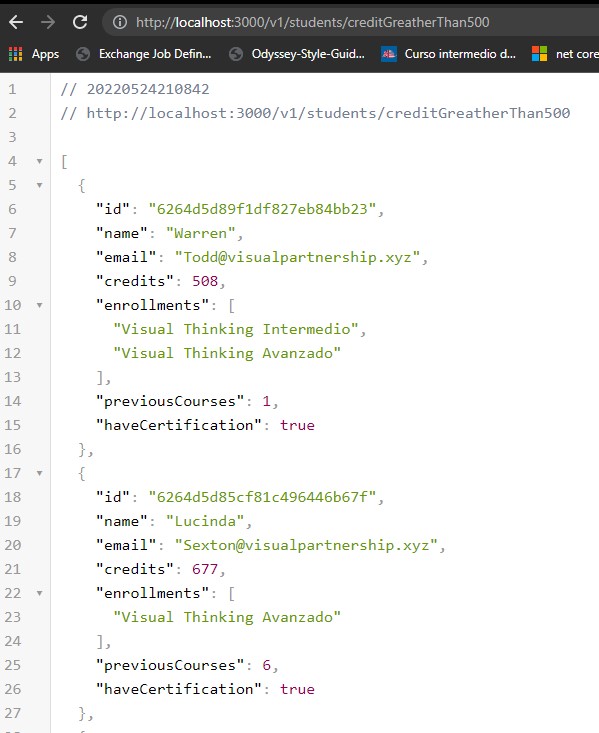 http://localhost:3000/v1/students/creditGreatherThan500
Apps Exchange Job Defin... Odyssey-Style-Guid... Curso intermedio d... net core
1 // 20220524210842
2 // http://localhost:3000/v1/students/creditGreatherThan500
3
4 [
5 {
6 "id": "6264d5d89f1df827eb84bb23",
7 "name": "Warren",
8 "email": "Todd@visualpartnership.xyz",
9 "credits": 508,
10 "enrollments": [
11 "Visual Thinking Intermedio",
12 "Visual Thinking Avanzado"
13 ],
14 "previousCourses": 1,
15 "haveCertification": true
16 },
17 {
18 "id": "6264d5d85cf81c496446b67f",
19 "name": "Lucinda",
20 "email": "Sexton@visualpartnership.xyz",
21 "credits": 677,
22 "enrollments": [
23 "Visual Thinking Avanzado"
24 ],
25 "previousCourses": 6,
26 "haveCertification": true
27 },